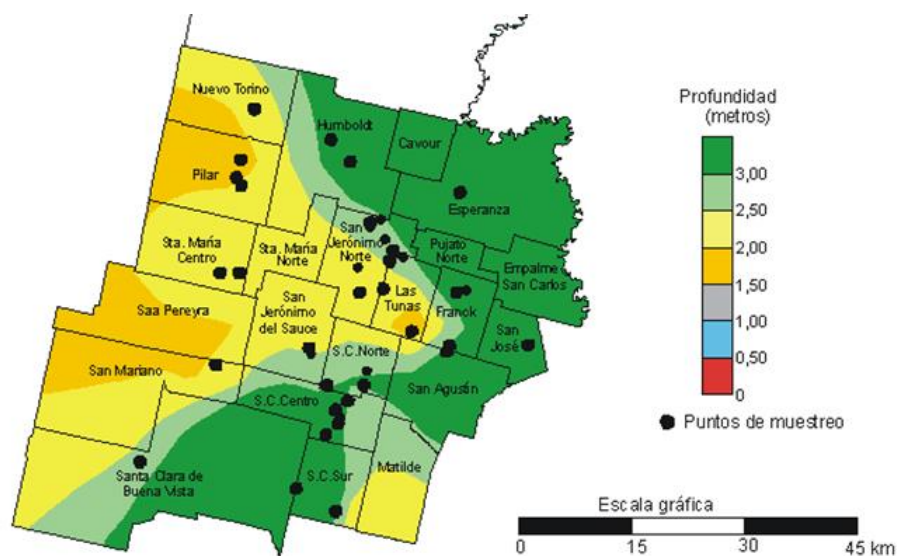 Nuevo Torino
Humboldt
Cavour
Pilar
Esperanza
Sta. María
Centro
Sta. María
Norte
San
Jerónimo
Norte
Pujato
Norte
Empalme
San Carlos
Saa Pereyra
San
Jerónimo
del Sauce
Las
Tunas
Franck
San
José
S.C.Norte
San Mariano
San Agustín
S.C.Centro
Matilde
Santa Clara de
Buena Vista
S.C.Sur
Profundidad
(metros)
3,00
2,50
2,00
1,50
1,00
0,50
0
Puntos de muestreo
Escala gráfica
0 15 30 45 km